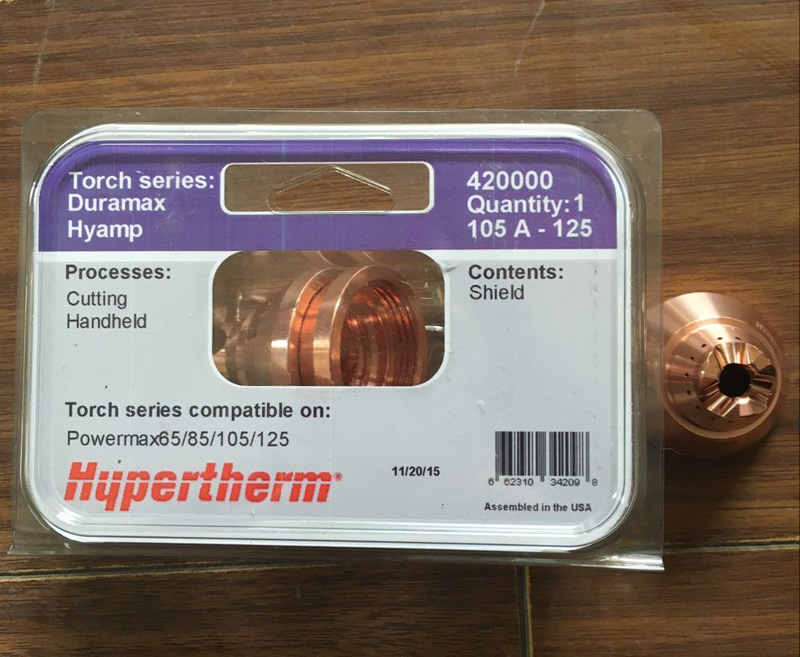 Torch series:
Duramax
Hyamp
420000
Quantity:1
105 A - 125
Processes:
Cutting
Handheld
Contents:
Shield
Torch series compatible on:
Powermax65/85/105/125
Hypertherm®
11/20/15
6 62310 34209 8
Assembled in the USA